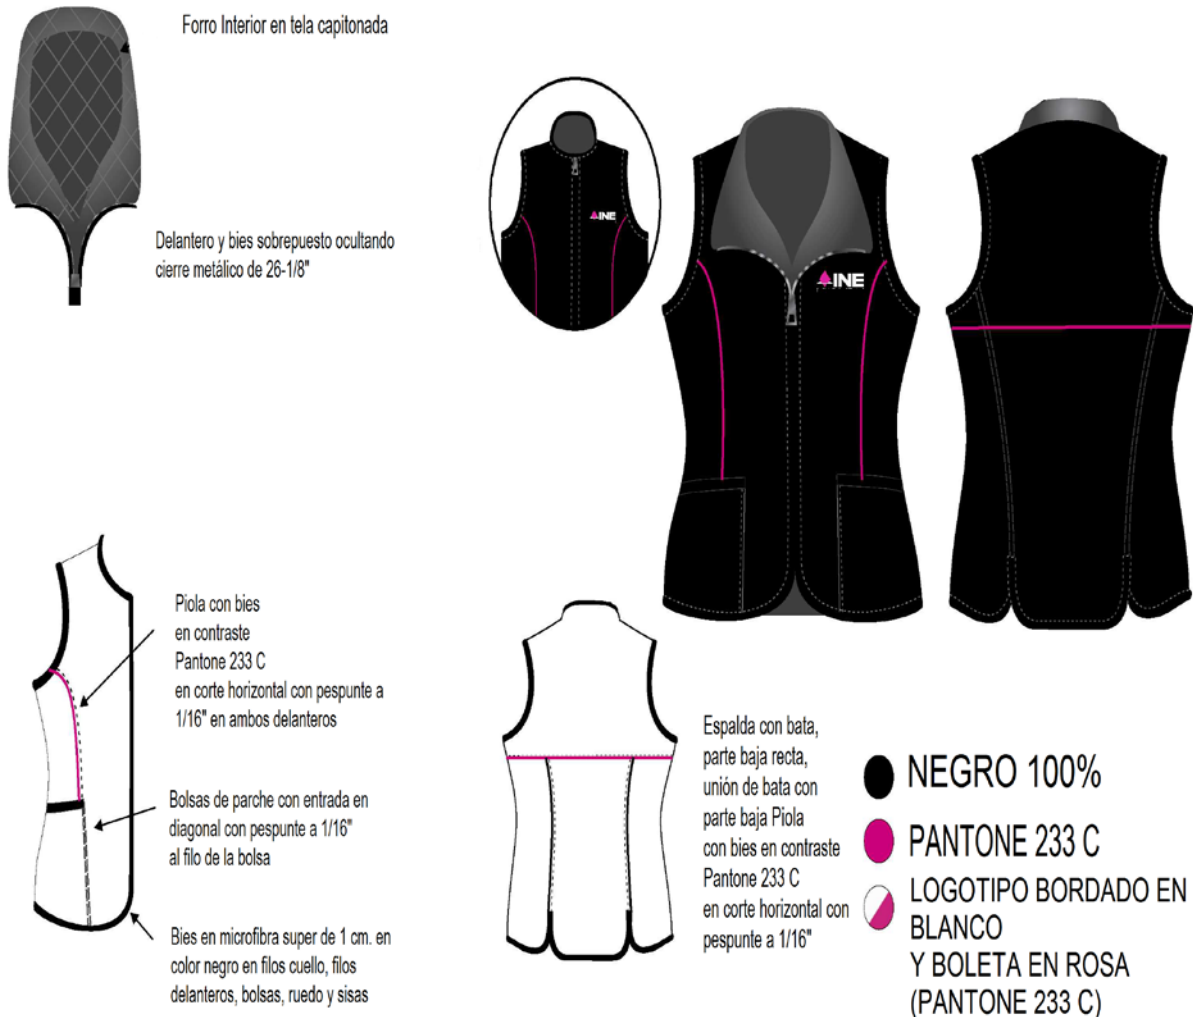 Forro Interior en tela capitonada
Delantero y bies sobrepuesto ocultando
cierre metálico de 26-1/8"
INE
INE
Piola con bies
en contraste
Pantone 233 C
en corte horizontal con pespunte a
1/16" en ambos delanteros
Bolsas de parche con entrada en
diagonal con pespunte a 1/16"
al filo de la bolsa
Bies en microfibra super de 1 cm. en
color negro en filos cuello, filos
delanteros, bolsas, ruedo y sisas
Espalda con bata,
parte baja recta,
unión de bata con
parte baja Piola
con bies en contraste
Pantone 233 C
en corte horizontal con
pespunte a 1/16"
NEGRO 100%
PANTONE 233 C
LOGOTIPO BORDADO EN
BLANCO
Y BOLETA EN ROSA
(PANTONE 233 C)